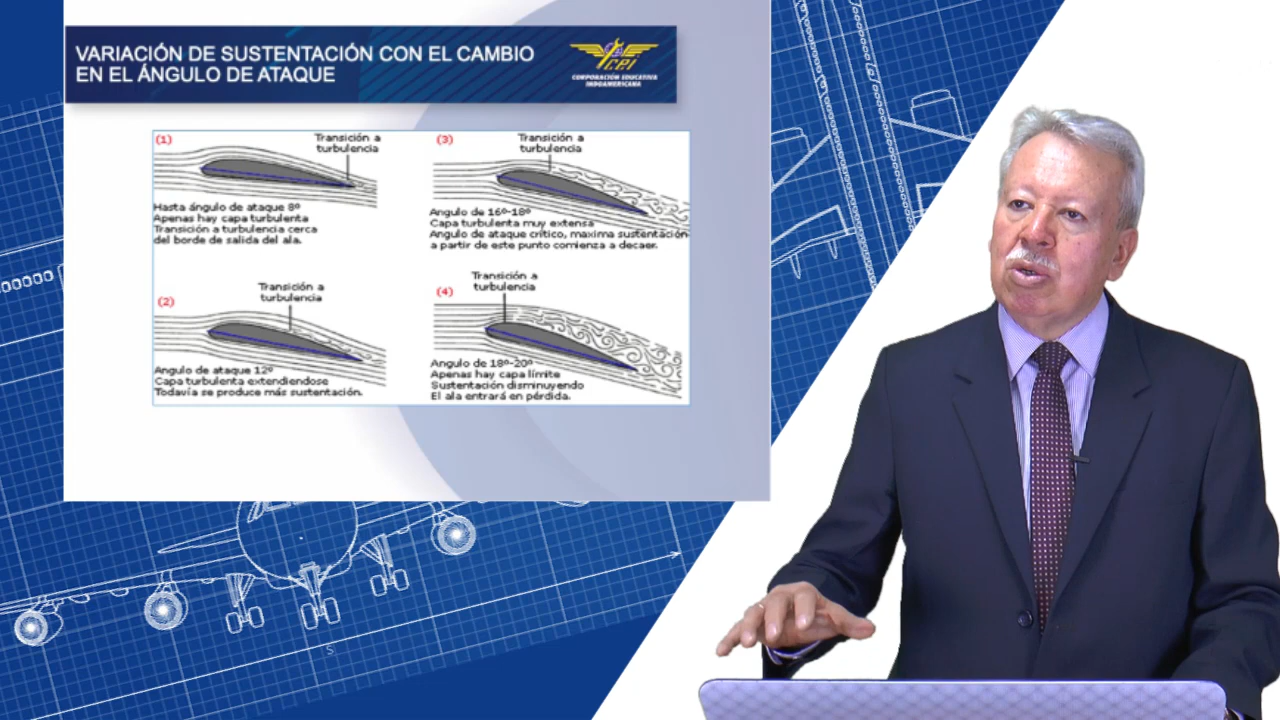 VARIACIÓN DE SUSTENTACIÓN CON EL CAMBIO
EN EL ÁNGULO DE ATAQUE
CORPORACIÓN EDUCATIVA
INDOAMERICANA
(1)
Transición a
turbulencia
Hasta ángulo de ataque 8º
Apenas hay capa turbulenta
Transición a turbulencia cerca
del borde de salida del ala.
(2)
Transición a
turbulencia
Angulo de ataque 12º
Capa turbulenta extendiendose
Todavía se produce más sustentación.
(3)
Transición a
turbulencia
Angulo de 16º-18º
Capa turbulenta muy extensa
Angulo de ataque crítico, maxima sustentación
a partir de este punto comienza a decaer.
(4)
Transición a
turbulencia
Angulo de 18º-20º
Apenas hay capa límite
Sustentación disminuyendo
El ala entrará en pérdida.
S